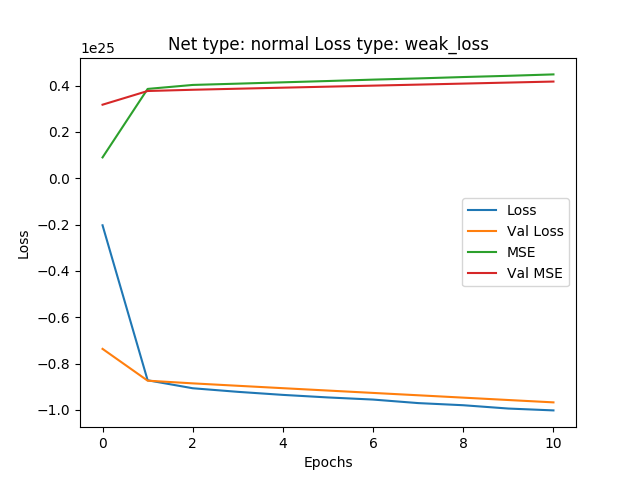 Net type: normal Loss type: weak_loss
1e25
0.4
0.2
0.0
−0.2
−0.4
−0.6
−0.8
−1.0
Loss
Loss
Val Loss
MSE
Val MSE
0
2
4
6
8
10
Epochs